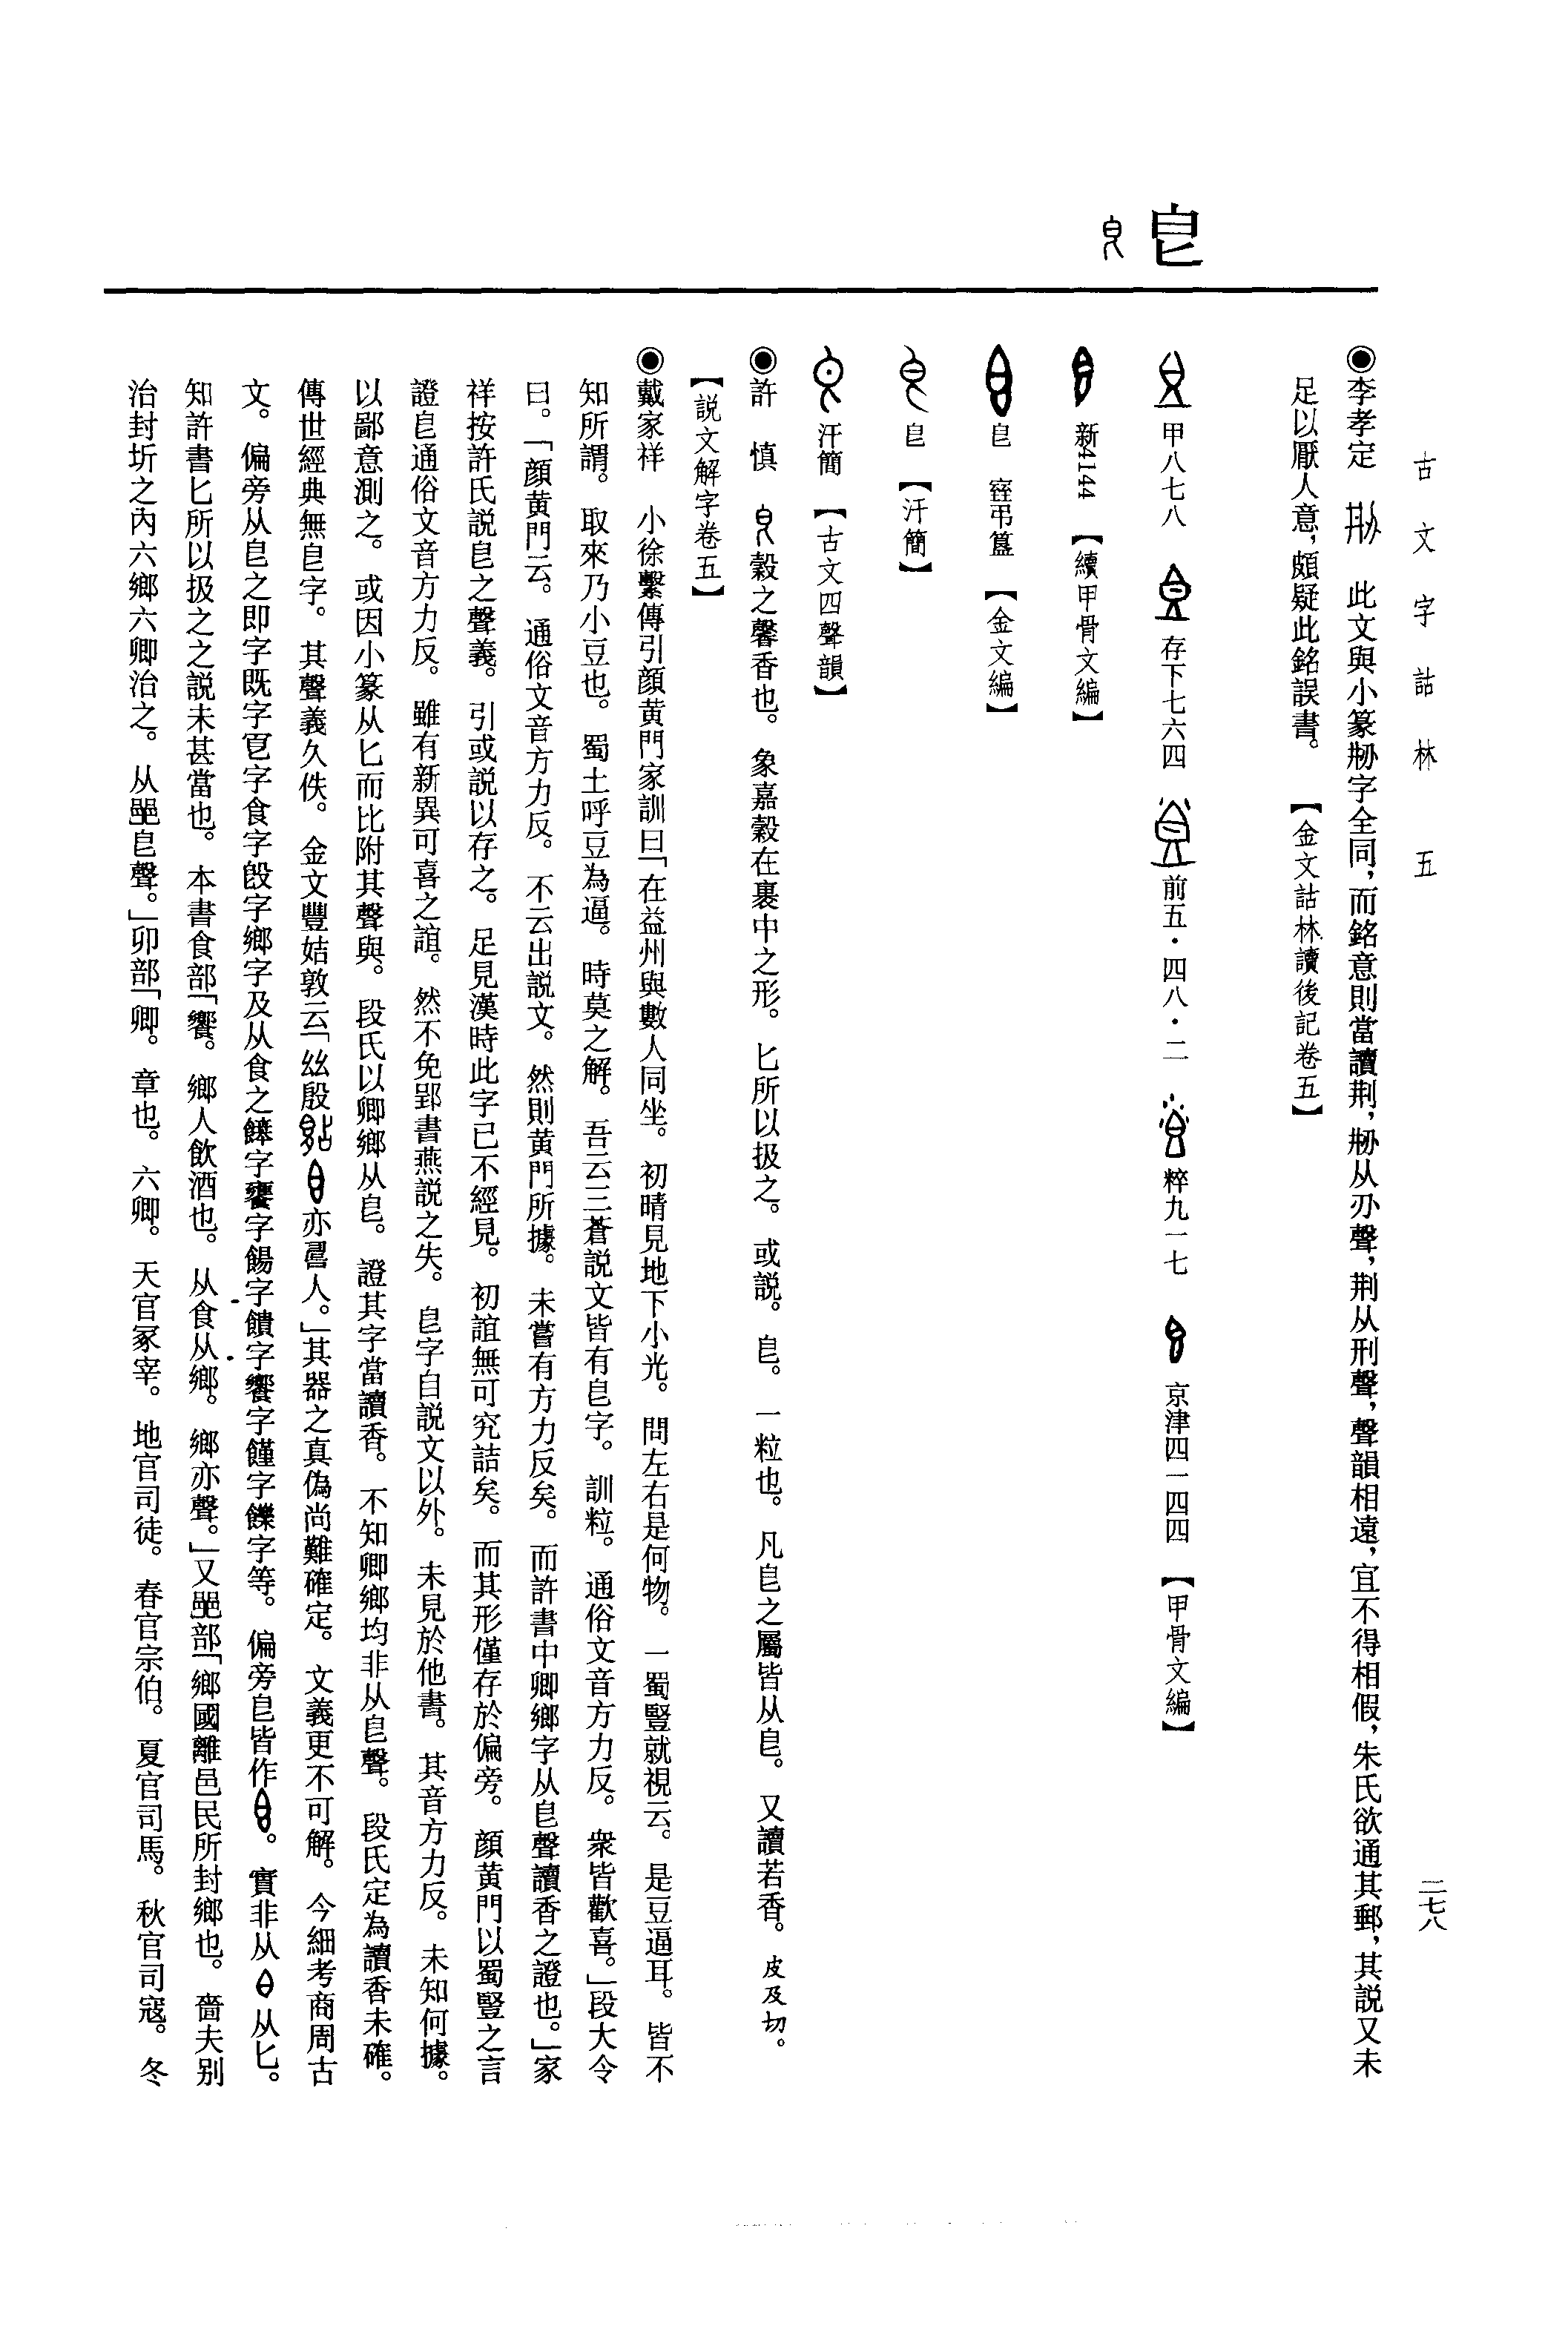 古文字詁林 五
二七八
皀
◉李孝定 此文與小篆刱字全同，而銘意則當讀荆，刱从刅聲，荆从刑聲，聲韻相遠，宜不得相假，朱氏欲通其郵，其説又未
足以厭人意，頗疑此銘誤書。 【金文詁林讀後記卷五】
甲八七八 存下七六四 前五·四八·二 粹九一七 京津四一四四 【甲骨文編】
新4144 【續甲骨文編】
皀 窒弔簋 【金文編】
皀 【汗簡】
汗簡 【古文四聲韻】
◉許 慎 穀之馨香也。象嘉穀在裹中之形。匕所以扱之。或説。皀。一粒也。凡皀之屬皆从皀。又讀若香。皮及切。
【説文解字卷五】
◉戴家祥 小徐繫傳引顔黄門家訓曰「在益州與數人同坐。初晴見地下小光。問左右是何物。一蜀豎就視云。是豆逼耳。皆不
知所謂。取來乃小豆也。蜀土呼豆為逼。時莫之解。吾云三蒼説文皆有皀字。訓粒。通俗文音方力反。衆皆歡喜。」段大令
曰。「顔黄門云。通俗文音方力反。不云出説文。然則黄門所據。未嘗有方力反矣。而許書中卿鄉字从皀聲讀香之證也。」家
祥按許氏説皀之聲義。引或説以存之。足見漢時此字已不經見。初誼無可究詰矣。而其形僅存於偏旁。顔黄門以蜀豎之言
證皀通俗文音方力反。雖有新異可喜之誼。然不免郢書燕説之失。皀字自説文以外。未見於他書。其音方力反。未知何據。
以鄙意測之。或因小篆从匕而比附其聲與。段氏以卿鄉从皀。證其字當讀香。不知卿鄉均非从皀聲。段氏定為讀香未確。
傳世經典無皀字。其聲義久佚。金文豐姞敦云「兹殷亦㐭人。」其器之真偽尚難確定。文義更不可解。今細考商周古
文。偏旁从皀之即字既字皀字食字𣪘字鄉字及从食之餴字饔字餳字饋字饗字饉字饛字等。偏旁皀皆作。實非从从匕。
知許書匕所以扱之之説未甚當也。本書食部「饗。鄉人飲酒也。从食从鄉。鄉亦聲。」又𨛜部「鄉國離邑民所封鄉也。嗇夫别
治封圻之内六鄉六卿治之。从𨛜皀聲。」卯部「卿。章也。六卿。天官冢宰。地官司徒。春官宗伯。夏官司馬。秋官司寇。冬